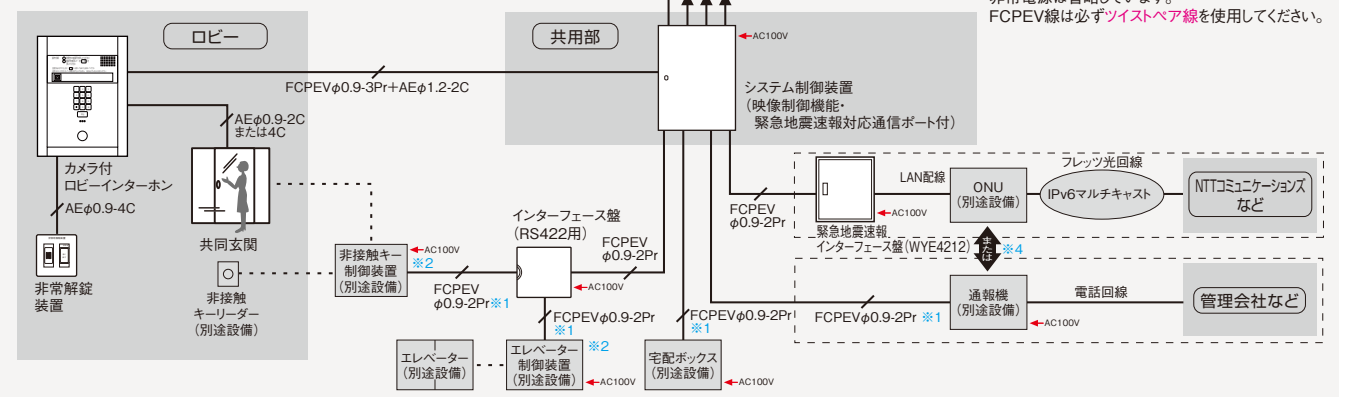 非常電源は省略しています。
FCPEV線は必ずツイストペア線を使用してください。
ロビー
共用部
←AC100V
FCPEVφ0.9-3Pr+AEφ1.2-2C
システム制御装置
(映像制御機能・
緊急地震速報対応通信ポート付)
AEφ0.9-2C
または4C
カメラ付
ロビーインターホン
AEφ0.9-4C
非常解錠
装置
共同玄関
非接触
キーリーダー
(別途設備)
非接触キー
制御装置
(別途設備)
←AC100V
※2
FCPEV
φ0.9-2Pr※1
インターフェース盤
(RS422用)
←AC100V
FCPEV
φ0.9-2Pr
FCPEVφ0.9-2Pr
※1
エレベーター
(別途設備)
エレベーター
制御装置
(別途設備)
※2
←AC100V
FCPEVφ0.9-2Pr
※1
宅配ボックス
(別途設備)
←AC100V
FCPEV
φ0.9-2Pr
緊急地震速報
インターフェース盤(WYE4212)
←AC100V
LAN配線
ONU
(別途設備)
フレッツ光回線
IPv6マルチキャスト
NTTコミュニケーションズ
など
または
※4
FCPEVφ0.9-2Pr ※1
通報機
(別途設備)
←AC100V
電話回線
管理会社など